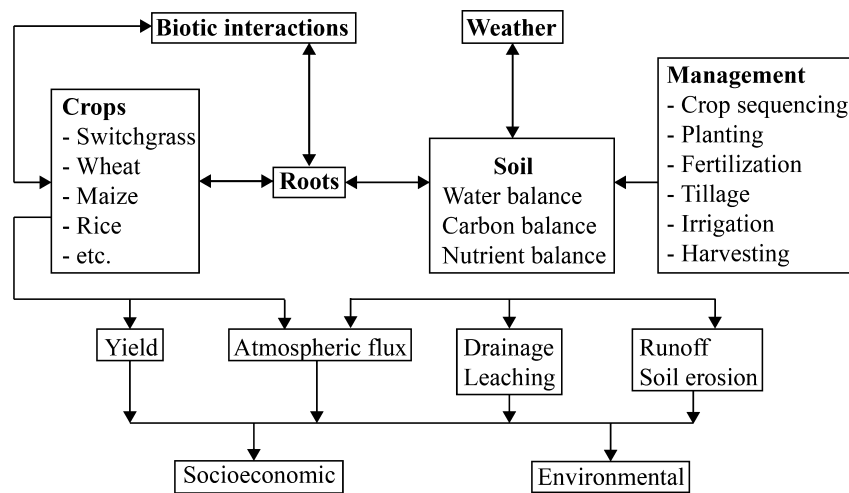 Biotic interactions
Weather
Crops
- Switchgrass
- Wheat
- Maize
- Rice
- etc.
Roots
Soil
Water balance
Carbon balance
Nutrient balance
Management
- Crop sequencing
- Planting
- Fertilization
- Tillage
- Irrigation
- Harvesting
Yield
Atmospheric flux
Drainage
Leaching
Runoff
Soil erosion
Socioeconomic
Environmental